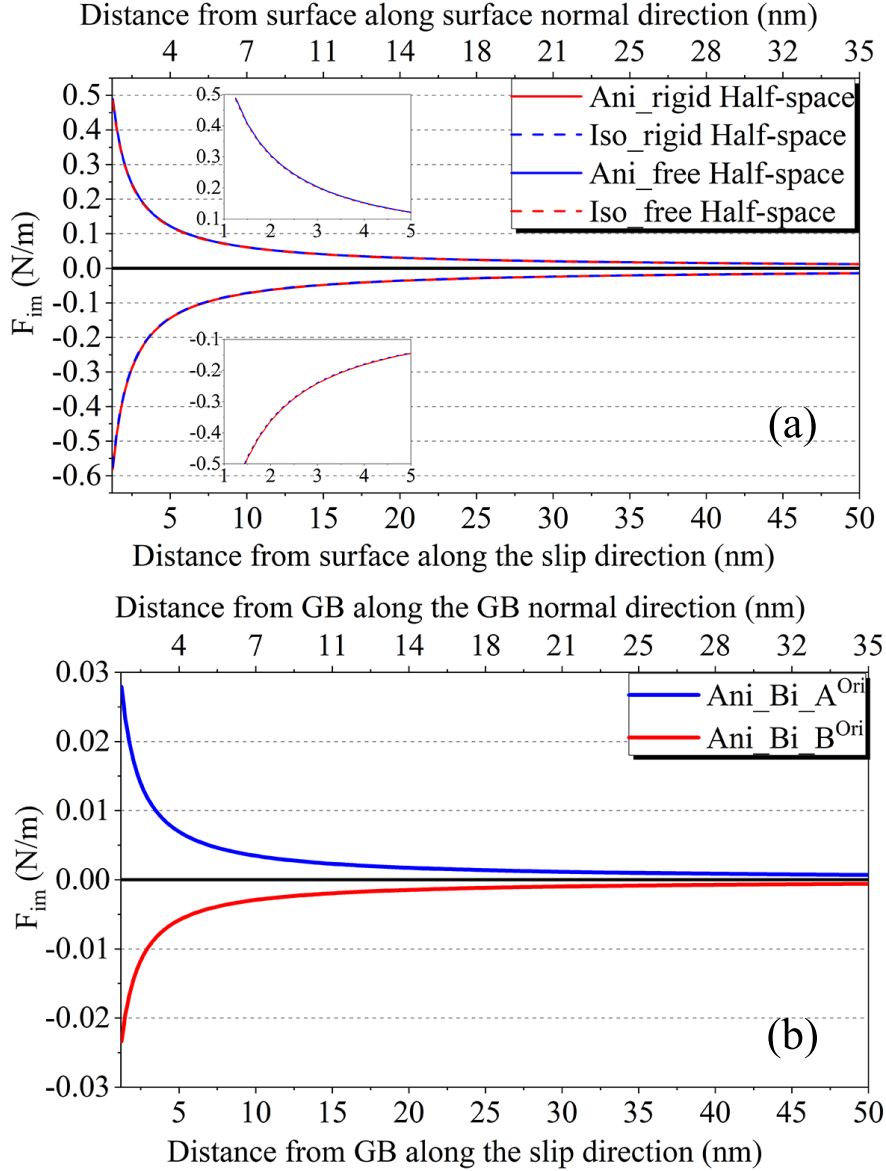 Distance from surface along surface normal direction (nm)
4 7 11 14 18 21 25 28 32 35
0.5
0.4
0.3
0.2
0.1
0.0
-0.1
-0.2
-0.3
-0.4
-0.5
-0.6
F_im (N/m)
0.5
0.4
0.3
0.2
0.1
1 2 3 4 5
Ani_rigid Half-space
Iso_rigid Half-space
Ani_free Half-space
Iso_free Half-space
-0.1
-0.2
-0.3
-0.4
-0.5
1 2 3 4 5
(a)
5 10 15 20 25 30 35 40 45 50
Distance from surface along the slip direction (nm)
Distance from GB along the GB normal direction (nm)
4 7 11 14 18 21 25 28 32 35
0.03
0.02
0.01
0.00
-0.01
-0.02
-0.03
F_im (N/m)
Ani_Bi_A^Ori
Ani_Bi_B^Ori
(b)
5 10 15 20 25 30 35 40 45 50
Distance from GB along the slip direction (nm)